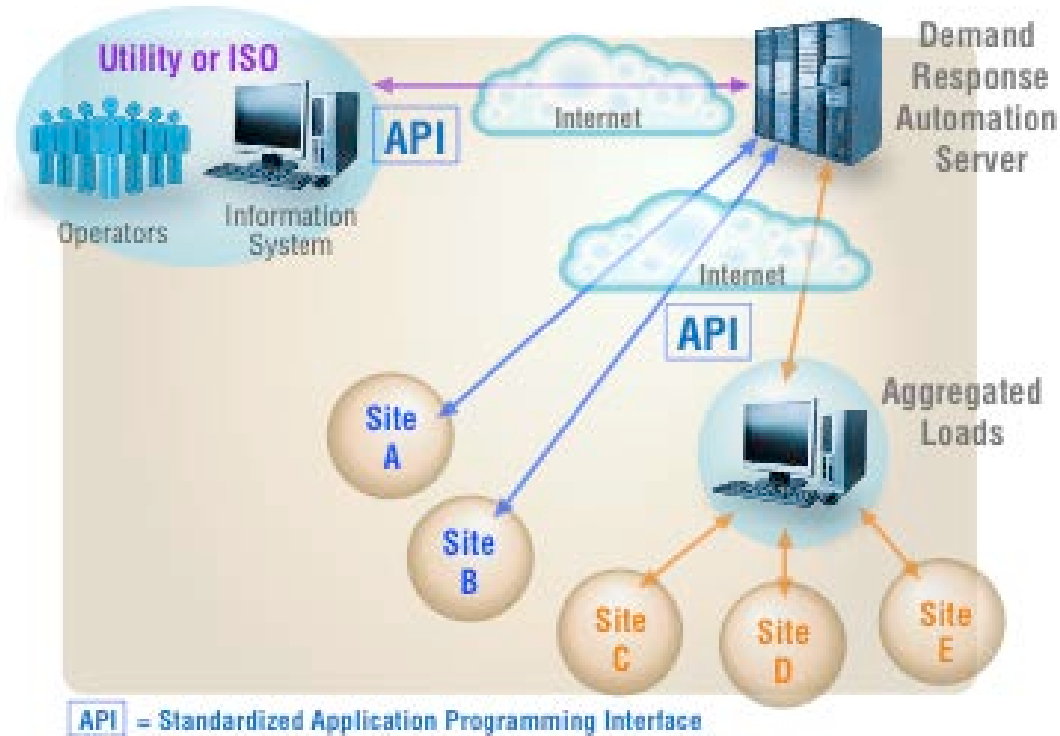 Utility or ISO
Operators
Information
System
API
Internet
Demand
Response
Automation
Server
Internet
API
Aggregated
Loads
Site
A
Site
B
Site
C
Site
D
Site
E
API = Standardized Application Programming Interface